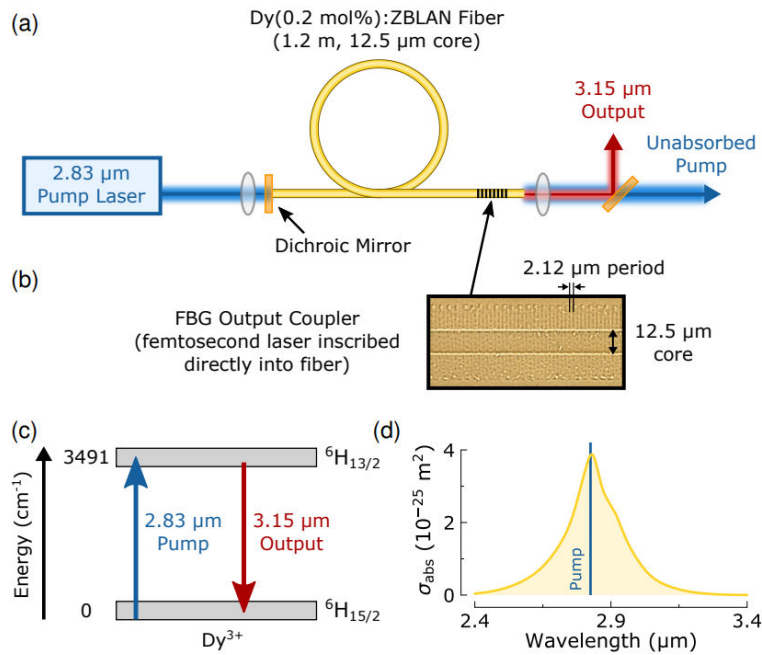 (a)
Dy(0.2 mol%):ZBLAN Fiber
(1.2 m, 12.5 μm core)
2.83 μm
Pump Laser
Dichroic Mirror
3.15 μm
Output
Unabsorbed
Pump
(b)
FBG Output Coupler
(femtosecond laser inscribed
directly into fiber)
2.12 μm period
12.5 μm
core
(c)
Energy (cm⁻¹)
3491
⁶H₁₃/₂
2.83 μm
Pump
3.15 μm
Output
0
⁶H₁₅/₂
Dy³⁺
(d)
σabs (10⁻²⁵ m²)
4
2
0
Pump
2.4
2.9
3.4
Wavelength (μm)